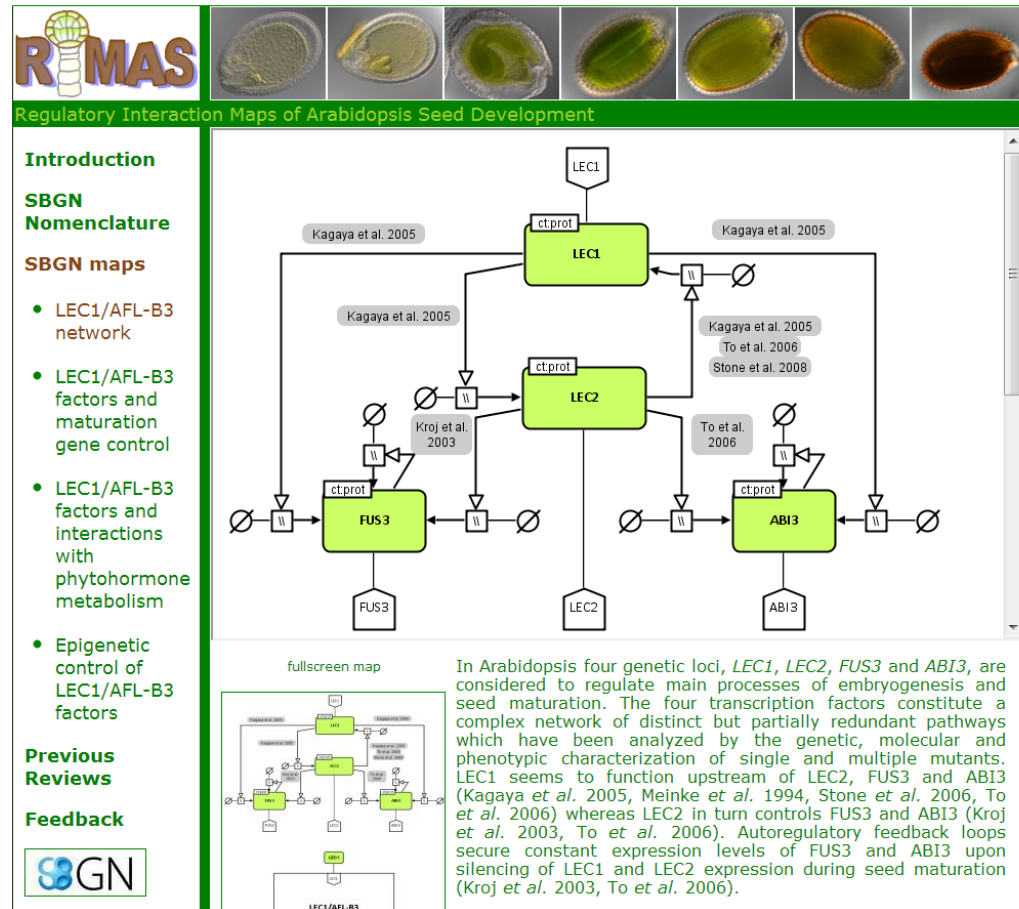 RIMAS
Regulatory Interaction Maps of Arabidopsis Seed Development
Introduction
SBGN
Nomenclature
SBGN maps
LEC1/AFL-B3
network
LEC1/AFL-B3
factors and
maturation
gene control
LEC1/AFL-B3
factors and
interactions
with
phytohormone
metabolism
Epigenetic
control of
LEC1/AFL-B3
factors
Previous
Reviews
Feedback
SBGN
LEC1
ct:prot
LEC1
Kagaya et al. 2005
Kagaya et al. 2005
\\
Kagaya et al. 2005
Kagaya et al. 2005
To et al. 2006
Stone et al. 2008
ct:prot
LEC2
\\
Kroj et al.
2003
To et al.
2006
\\
\\
ct:prot
FUS3
ct:prot
ABI3
\\
\\
\\
\\
FUS3
LEC2
ABI3
fullscreen map
LEC1
LEC1
LEC2
FUS3
ABI3
LEC1
LEC1/AFL-B3
In Arabidopsis four genetic loci, LEC1, LEC2, FUS3 and ABI3, are
considered to regulate main processes of embryogenesis and
seed maturation. The four transcription factors constitute a
complex network of distinct but partially redundant pathways
which have been analyzed by the genetic, molecular and
phenotypic characterization of single and multiple mutants.
LEC1 seems to function upstream of LEC2, FUS3 and ABI3
(Kagaya et al. 2005, Meinke et al. 1994, Stone et al. 2006, To
et al. 2006) whereas LEC2 in turn controls FUS3 and ABI3 (Kroj
et al. 2003, To et al. 2006). Autoregulatory feedback loops
secure constant expression levels of FUS3 and ABI3 upon
silencing of LEC1 and LEC2 expression during seed maturation
(Kroj et al. 2003, To et al. 2006).